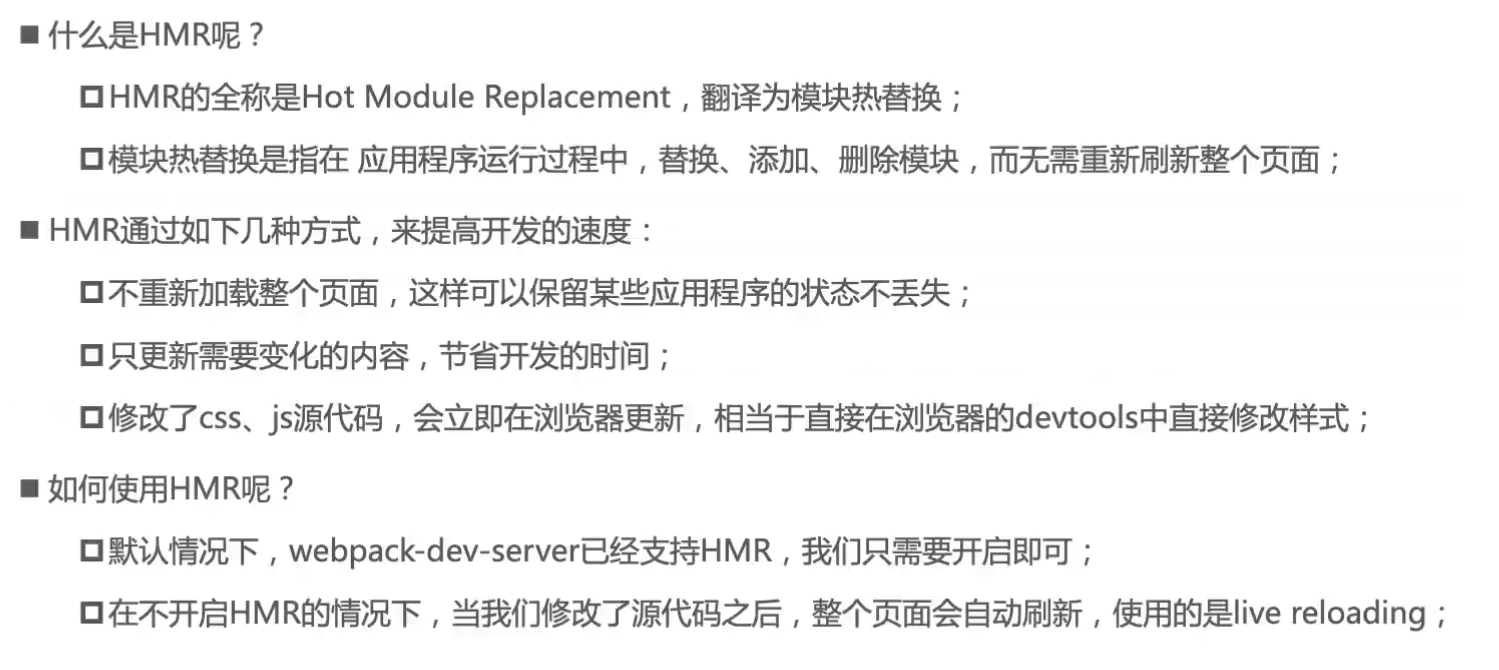 什么是HMR呢？
HMR的全称是Hot Module Replacement，翻译为模块热替换；
模块热替换是指在 应用程序运行过程中，替换、添加、删除模块，而无需重新刷新整个页面；
HMR通过如下几种方式，来提高开发的速度：
不重新加载整个页面，这样可以保留某些应用程序的状态不丢失；
只更新需要变化的内容，节省开发的时间；
修改了css、js源代码，会立即在浏览器更新，相当于直接在浏览器的devtools中直接修改样式；
如何使用HMR呢？
默认情况下，webpack-dev-server已经支持HMR，我们只需要开启即可；
在不开启HMR的情况下，当我们修改了源代码之后，整个页面会自动刷新，使用的是live reloading；